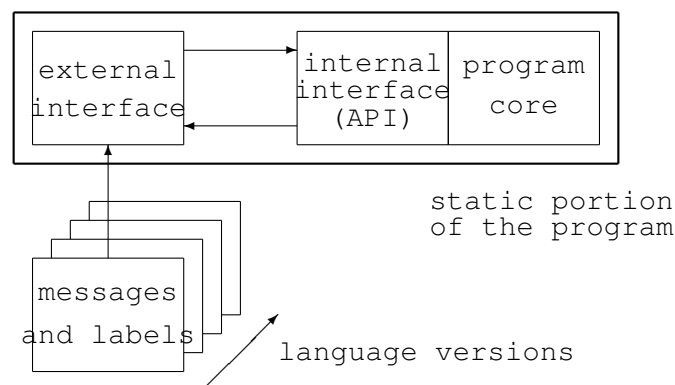 external
interface
internal
interface
(API)
program
core
static portion
of the program
messages
and labels
language versions